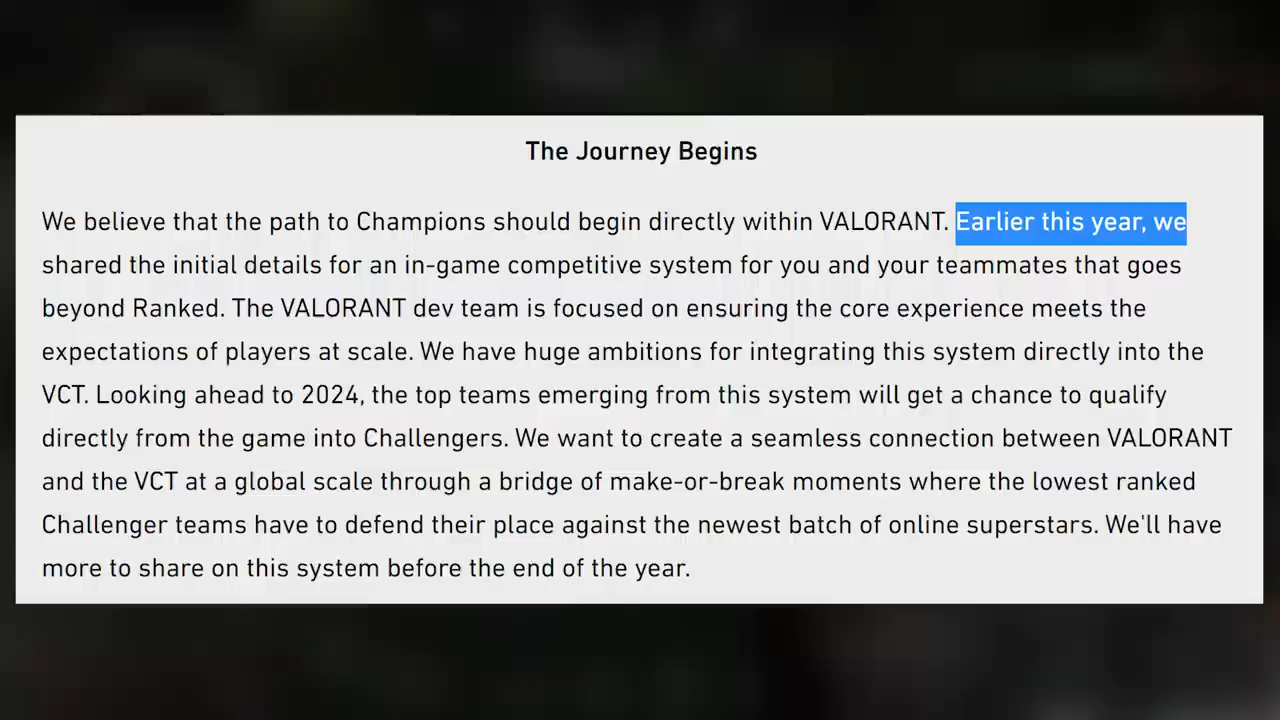 The Journey Begins
We believe that the path to Champions should begin directly within VALORANT. Earlier this year, we
shared the initial details for an in-game competitive system for you and your teammates that goes
beyond Ranked. The VALORANT dev team is focused on ensuring the core experience meets the
expectations of players at scale. We have huge ambitions for integrating this system directly into the
VCT. Looking ahead to 2024, the top teams emerging from this system will get a chance to qualify
directly from the game into Challengers. We want to create a seamless connection between VALORANT
and the VCT at a global scale through a bridge of make-or-break moments where the lowest ranked
Challenger teams have to defend their place against the newest batch of online superstars. We'll have
more to share on this system before the end of the year.